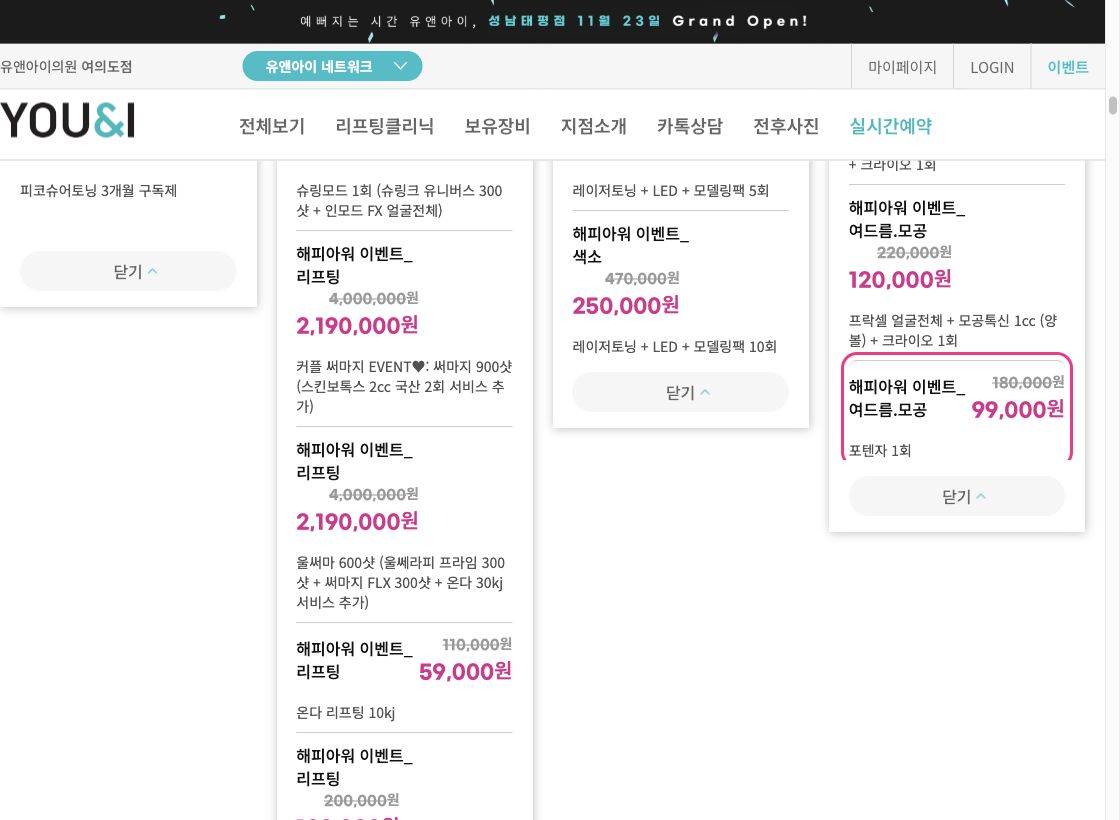 예뻐지는 시간 유앤아이, 성남태평점 11월 23일 Grand Open!
유앤아이의원 여의도점
유앤아이 네트워크
마이페이지
LOGIN
이벤트
YOU&I
전체보기
리프팅클리닉
보유장비
지점소개
카톡상담
전후사진
실시간예약
피코슈어토닝 3개월 구독제
닫기
슈링모드 1회 (슈링크 유니버스 300
샷 + 인모드 FX 얼굴전체)
해피아워 이벤트_
리프팅
4,000,000원
2,190,000원
커플 써마지 EVENT♥: 써마지 900샷
(스킨보톡스 2cc 국산 2회 서비스 추
가)
해피아워 이벤트_
리프팅
4,000,000원
2,190,000원
울써마 600샷 (울쎄라피 프라임 300
샷 + 써마지 FLX 300샷 + 온다 30kj
서비스 추가)
해피아워 이벤트_
리프팅
110,000원
59,000원
온다 리프팅 10kj
해피아워 이벤트_
리프팅
200,000원
레이저토닝 + LED + 모델링팩 5회
해피아워 이벤트_
색소
470,000원
250,000원
레이저토닝 + LED + 모델링팩 10회
닫기
+ 크라이오 1회
해피아워 이벤트_
여드름.모공
220,000원
120,000원
프락셀 얼굴전체 + 모공톡신 1cc (양
볼) + 크라이오 1회
해피아워 이벤트_
여드름.모공
180,000원
99,000원
포텐자 1회
닫기